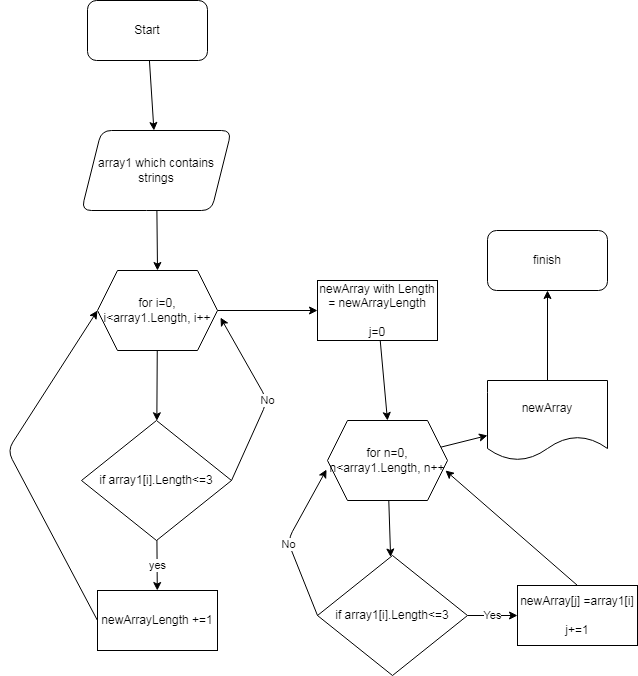 Start
array1 which contains
strings
for i=0,
i<array1.Length, i++
No
if array1[i].Length<=3
yes
newArrayLength +=1
newArray with Length
= newArrayLength
j=0
for n=0,
n<array1.Length, n++
No
if array1[i].Length<=3
Yes
newArray[j] =array1[i]
j+=1
newArray
finish